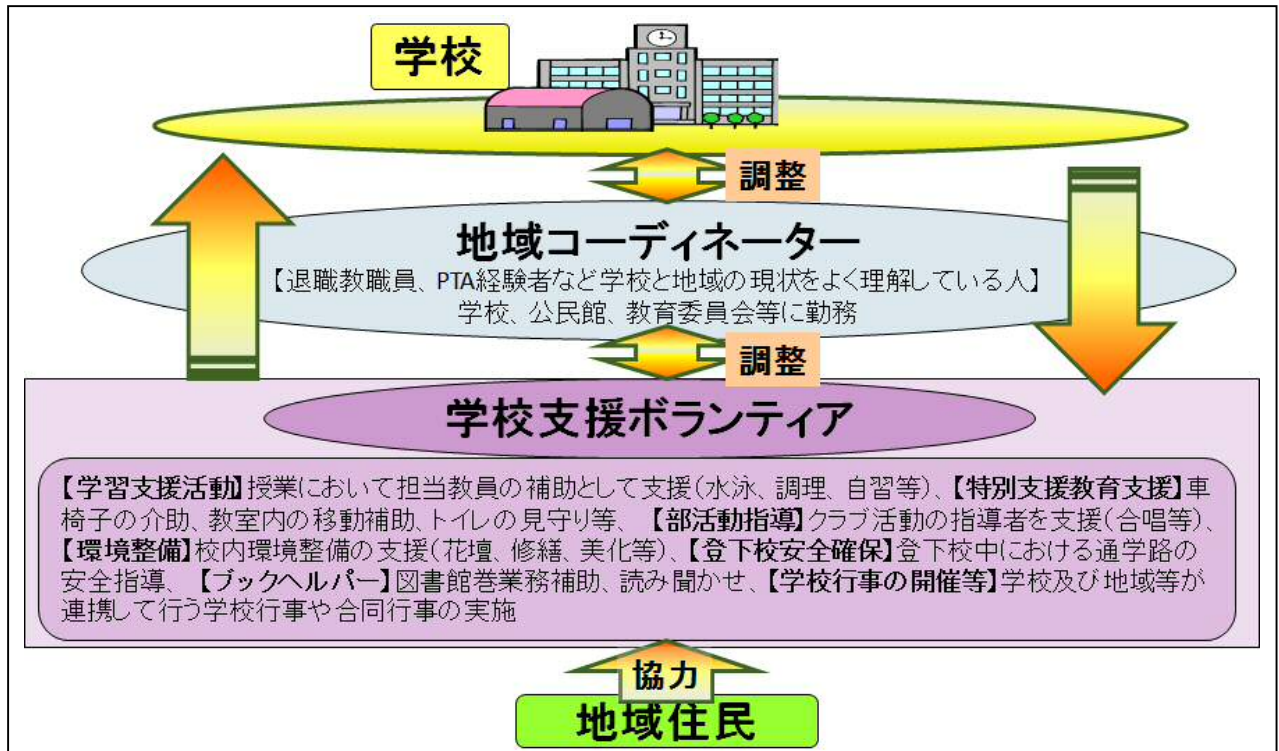 学校
調整
地域コーディネーター
【退職教職員、PTA経験者など学校と地域の現状をよく理解している人】
学校、公民館、教育委員会等に勤務
調整
学校支援ボランティア
【学習支援活動】授業において担当教員の補助として支援(水泳、調理、自習等)、【特別支援教育支援】車
椅子の介助、教室内の移動補助、トイレの見守り等、【部活動指導】クラブ活動の指導者を支援(合唱等)、
【環境整備】校内環境整備の支援(花壇、修繕、美化等)、【登下校安全確保】登下校中における通学路の
安全指導、【ブックヘルパー】図書館巻業務補助、読み聞かせ、【学校行事の開催等】学校及び地域等が
連携して行う学校行事や合同行事の実施
協力
地域住民